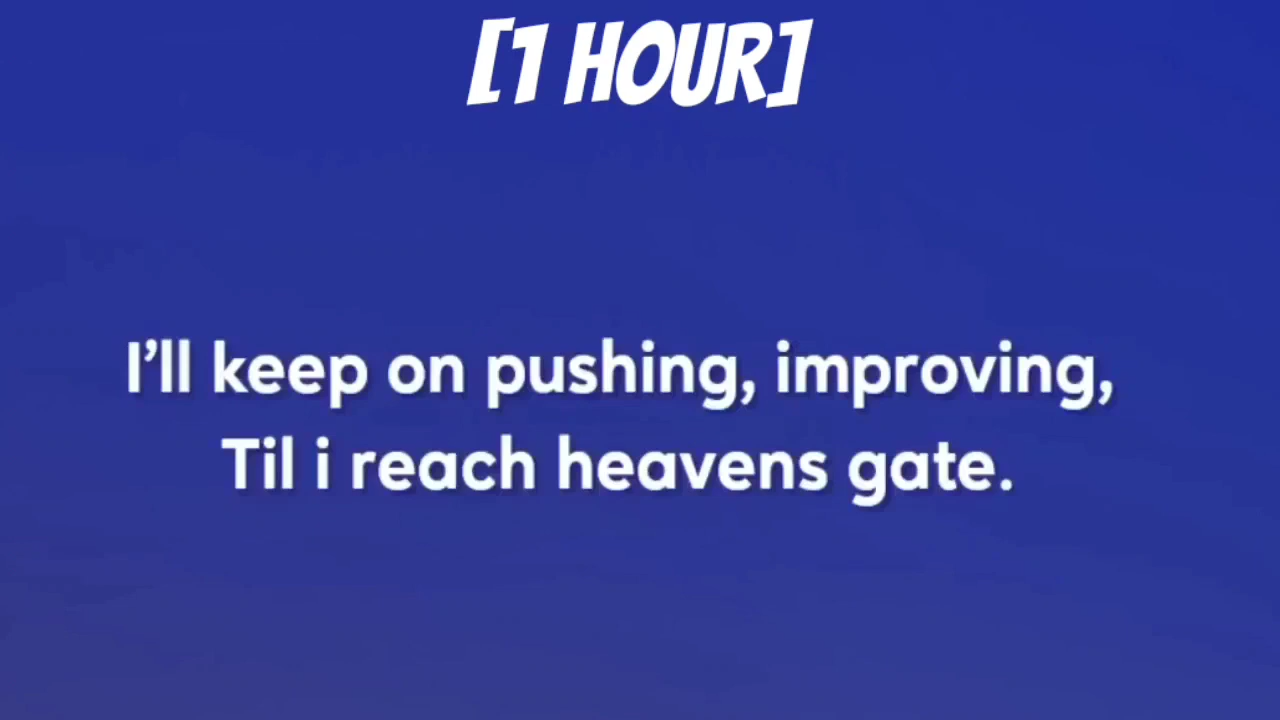 [1 HOUR]
I'll keep on pushing, improving,
Til i reach heavens gate.